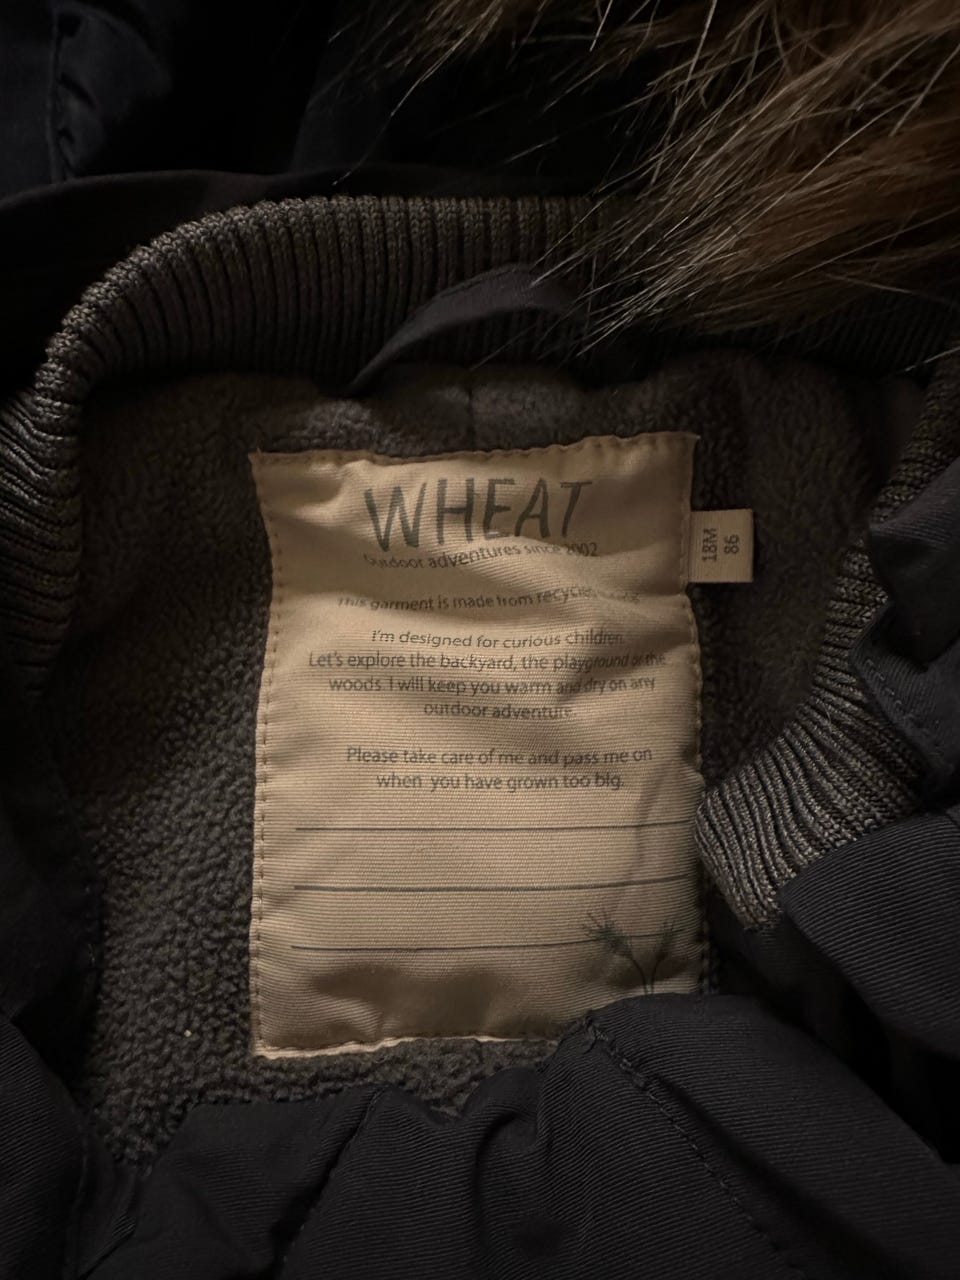 WHEAT
Outdoor adventures since 2002
18M
86
This garment is made from recycled
I'm designed for curious children.
Let's explore the backyard, the playground or the
woods. I will keep you warm and dry on any
outdoor adventure.
Please take care of me and pass me on
when you have grown too big.